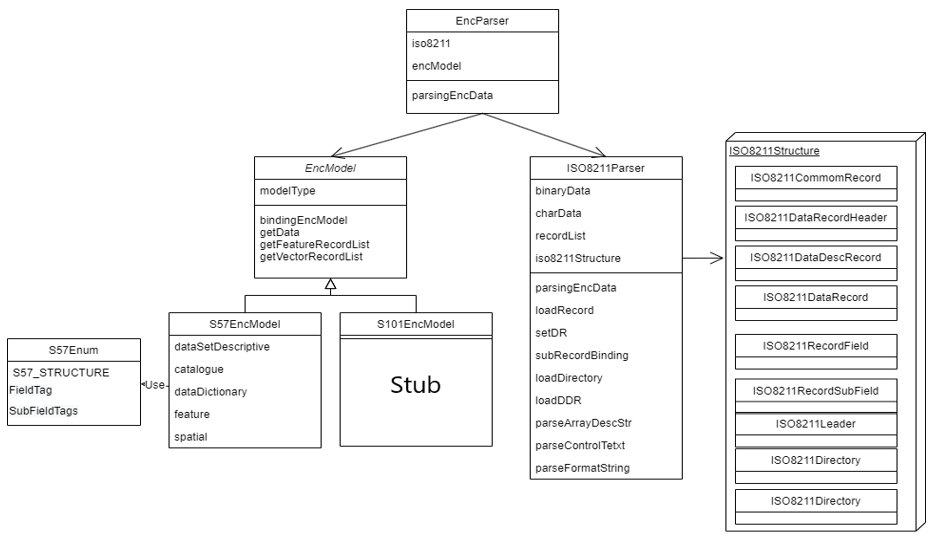 EncParser
iso8211
encModel
parsingEncData
EncModel
modelType
bindingEncModel
getData
getFeatureRecordList
getVectorRecordList
ISO8211Parser
binaryData
charData
recordList
iso8211Structure
parsingEncData
loadRecord
setDR
subRecordBinding
loadDirectory
loadDDR
parseArrayDescStr
parseControlTetxt
parseFormatString
ISO8211Structure
ISO8211CommomRecord
ISO8211DataRecordHeader
ISO8211DataDescRecord
ISO8211DataRecord
ISO8211RecordField
ISO8211RecordSubField
ISO8211Leader
ISO8211Directory
ISO8211Directory
S57Enum
S57_STRUCTURE
FieldTag
SubFieldTags
Use
S57EncModel
dataSetDescriptive
catalogue
dataDictionary
feature
spatial
S101EncModel
Stub